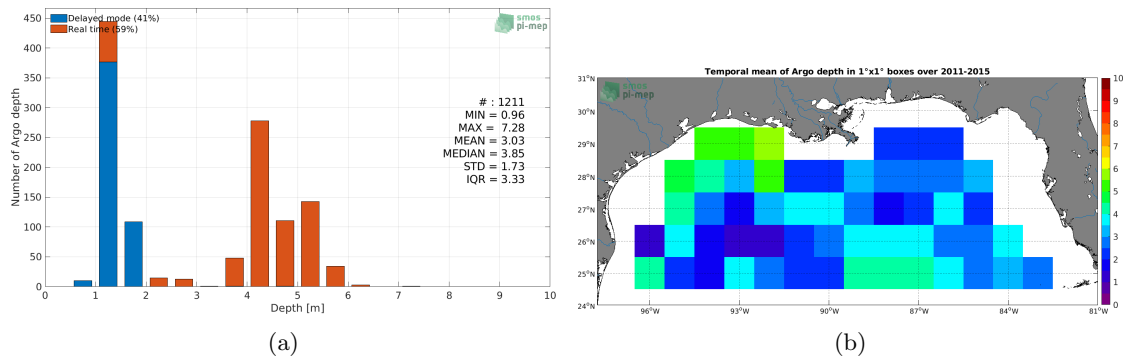 Delayed mode (41%)
Real time (59%)
smos
pi-mep
450
400
350
300
250
200
150
100
50
0
Number of Argo depth
# : 1211
MIN = 0.96
MAX = 7.28
MEAN = 3.03
MEDIAN = 3.85
STD = 1.73
IQR = 3.33
0 1 2 3 4 5 6 7 8 9 10
Depth [m]
(a)
Temporal mean of Argo depth in 1°x1° boxes over 2011-2015
smos
pi-mep
31°N
30°N
29°N
28°N
27°N
26°N
25°N
24°N
96°W 93°W 90°W 87°W 84°W 81°W
10
9
8
7
6
5
4
3
2
1
0
(b)